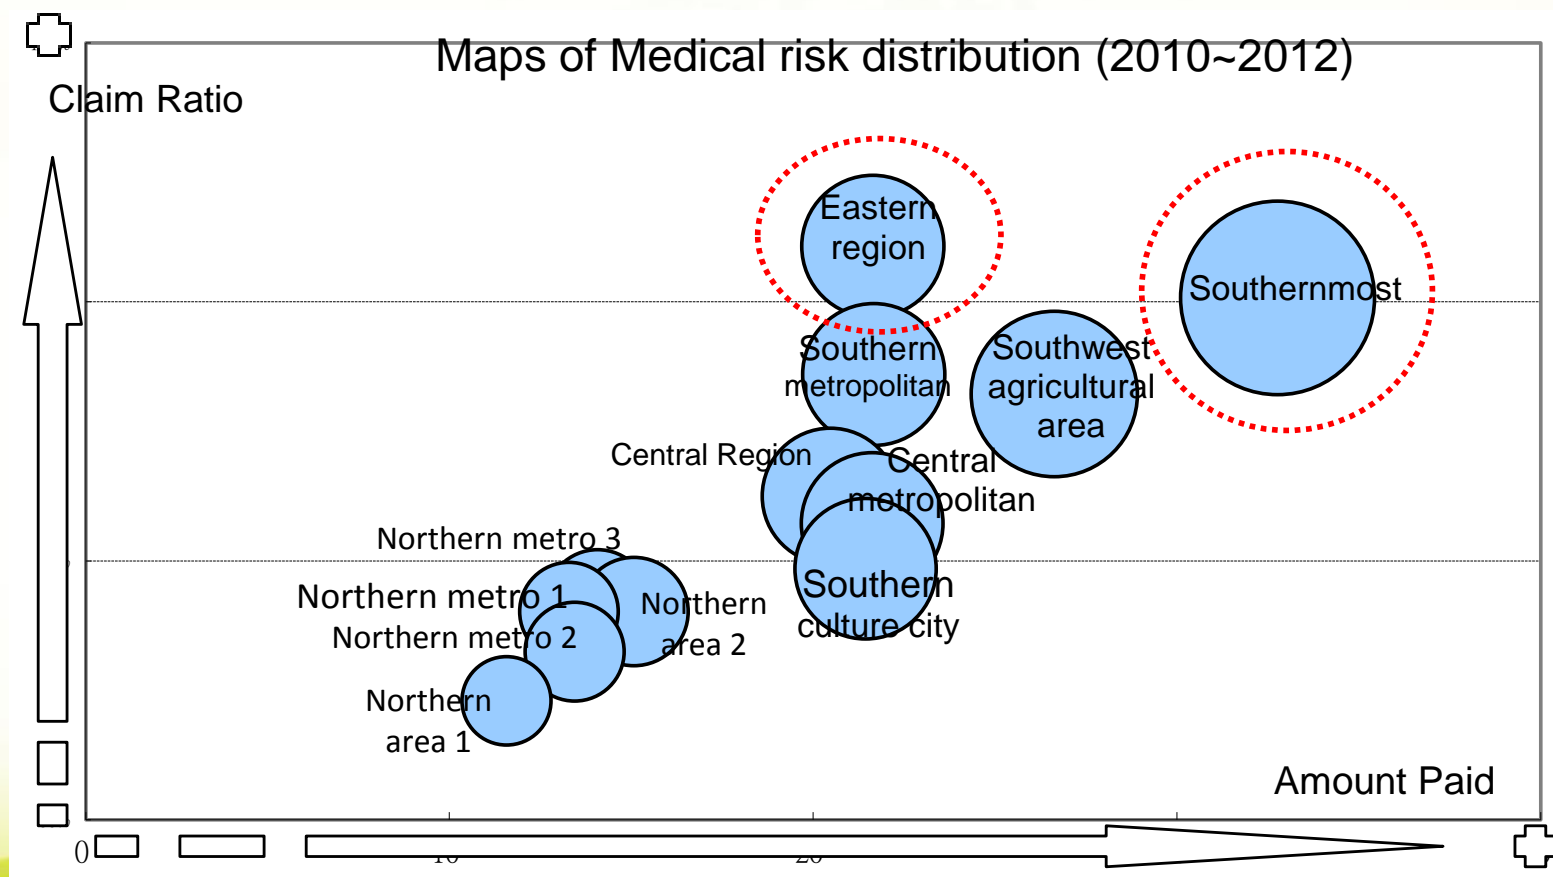 Maps of Medical risk distribution (2010~2012)
Claim Ratio
Eastern
region
Southernmost
Southern
metropolitan
Southwest
agricultural
area
Central Region
Central
metropolitan
Northern metro 3
Northern metro 1
Northern metro 2
Northern
area 2
Southern
culture city
Northern
area 1
Amount Paid
0
10
20